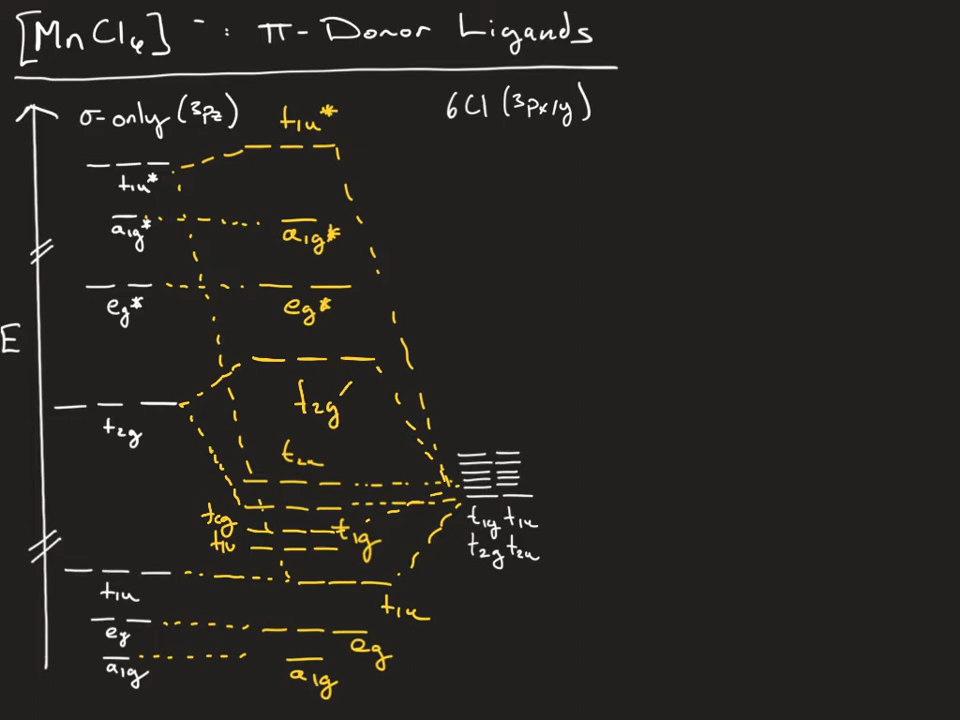 [MnCl₆]⁻ : π-Donor Ligands
σ-only (3pz)
t₁u*
6Cl (3px/y)
t₁u*
a₁g*
a₁g*
eg*
eg*
E
t₂g'
t₂g
t₂u
t₂g
t₁u
t₁g
t₁g t₁u
t₂g t₂u
t₁u
t₁u
eg
eg
a₁g
a₁g